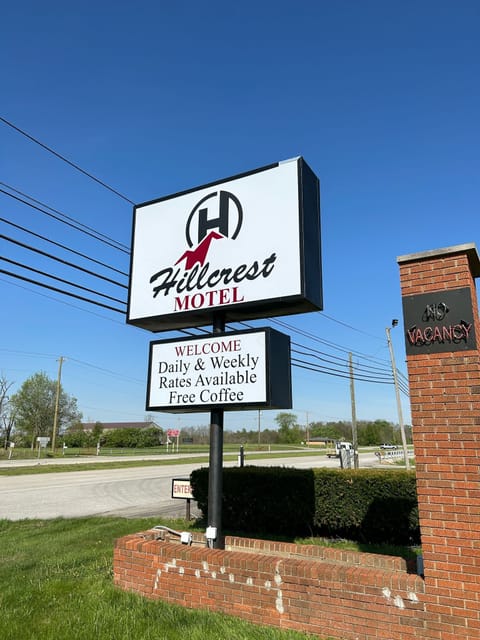 H
Hillcrest
MOTEL
WELCOME
Daily & Weekly
Rates Available
Free Coffee
NO
VACANCY
ENTER